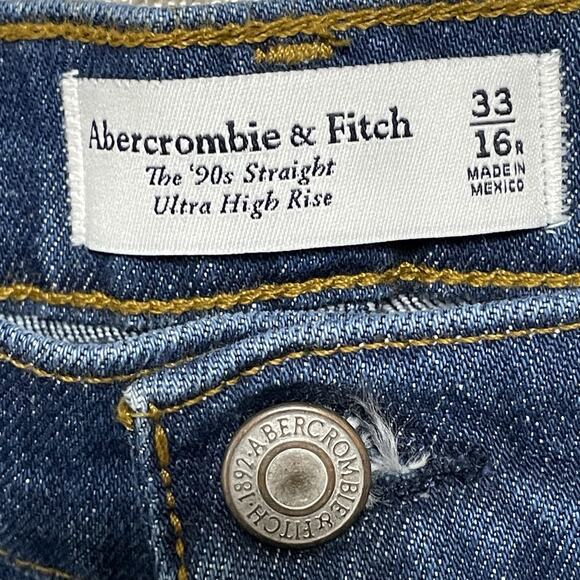 Abercrombie & Fitch
The '90s Straight
Ultra High Rise
33
16R
MADE IN
MEXICO
ABERCROMBIE & FITCH · 1892 ·